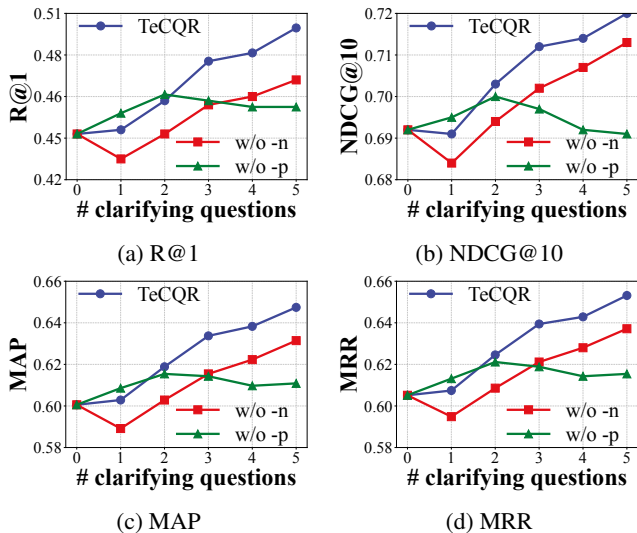 0.51
0.46
0.45
0.42
R@1
TeCQR
w/o -n
w/o -p
0 1 2 3 4 5
# clarifying questions
(a) R@1
0.72
0.70
0.69
0.68
NDCG@10
TeCQR
w/o -n
w/o -p
0 1 2 3 4 5
# clarifying questions
(b) NDCG@10
0.66
0.64
0.62
0.60
0.58
MAP
TeCQR
w/o -n
w/o -p
0 1 2 3 4 5
# clarifying questions
(c) MAP
0.66
0.64
0.62
0.60
0.58
MRR
TeCQR
w/o -n
w/o -p
0 1 2 3 4 5
# clarifying questions
(d) MRR